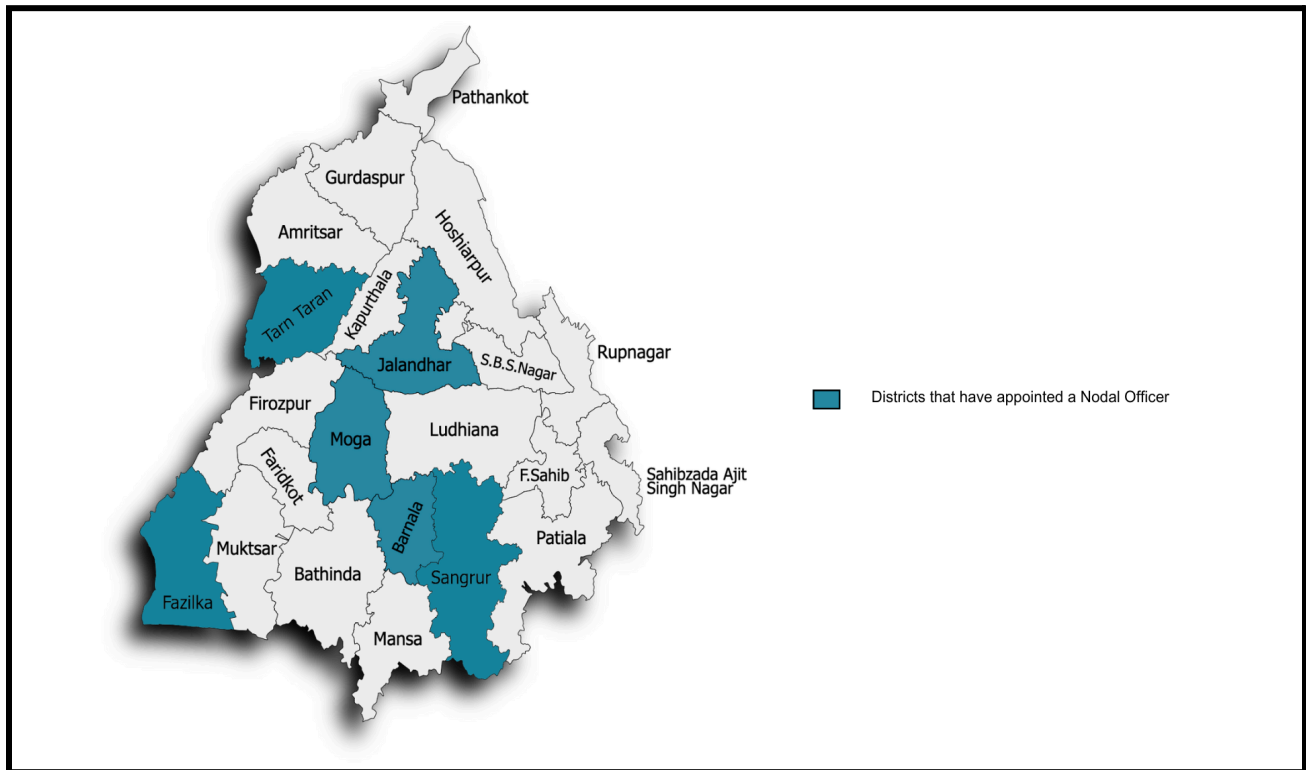 Pathankot
Gurdaspur
Amritsar
Hoshiarpur
Tarn Taran
Kapurthala
Jalandhar
S.B.S.Nagar
Rupnagar
Firozpur
Moga
Ludhiana
Faridkot
F.Sahib
Sahibzada Ajit
Singh Nagar
Muktsar
Bathinda
Barnala
Sangrur
Patiala
Fazilka
Mansa
Districts that have appointed a Nodal Officer